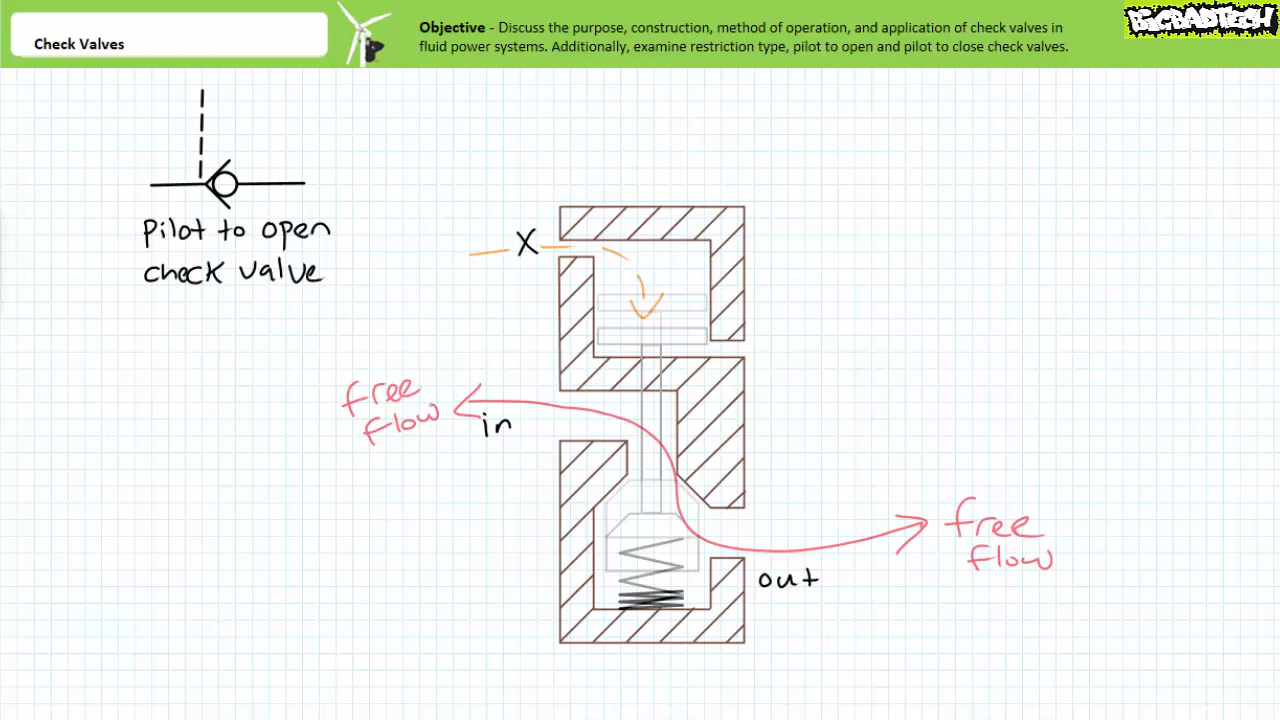 Check Valves
Objective - Discuss the purpose, construction, method of operation, and application of check valves in
fluid power systems. Additionally, examine restriction type, pilot to open and pilot to close check valves.
BIGBADTECH
pilot to open
check valve
X
free
flow
in
free
flow
out